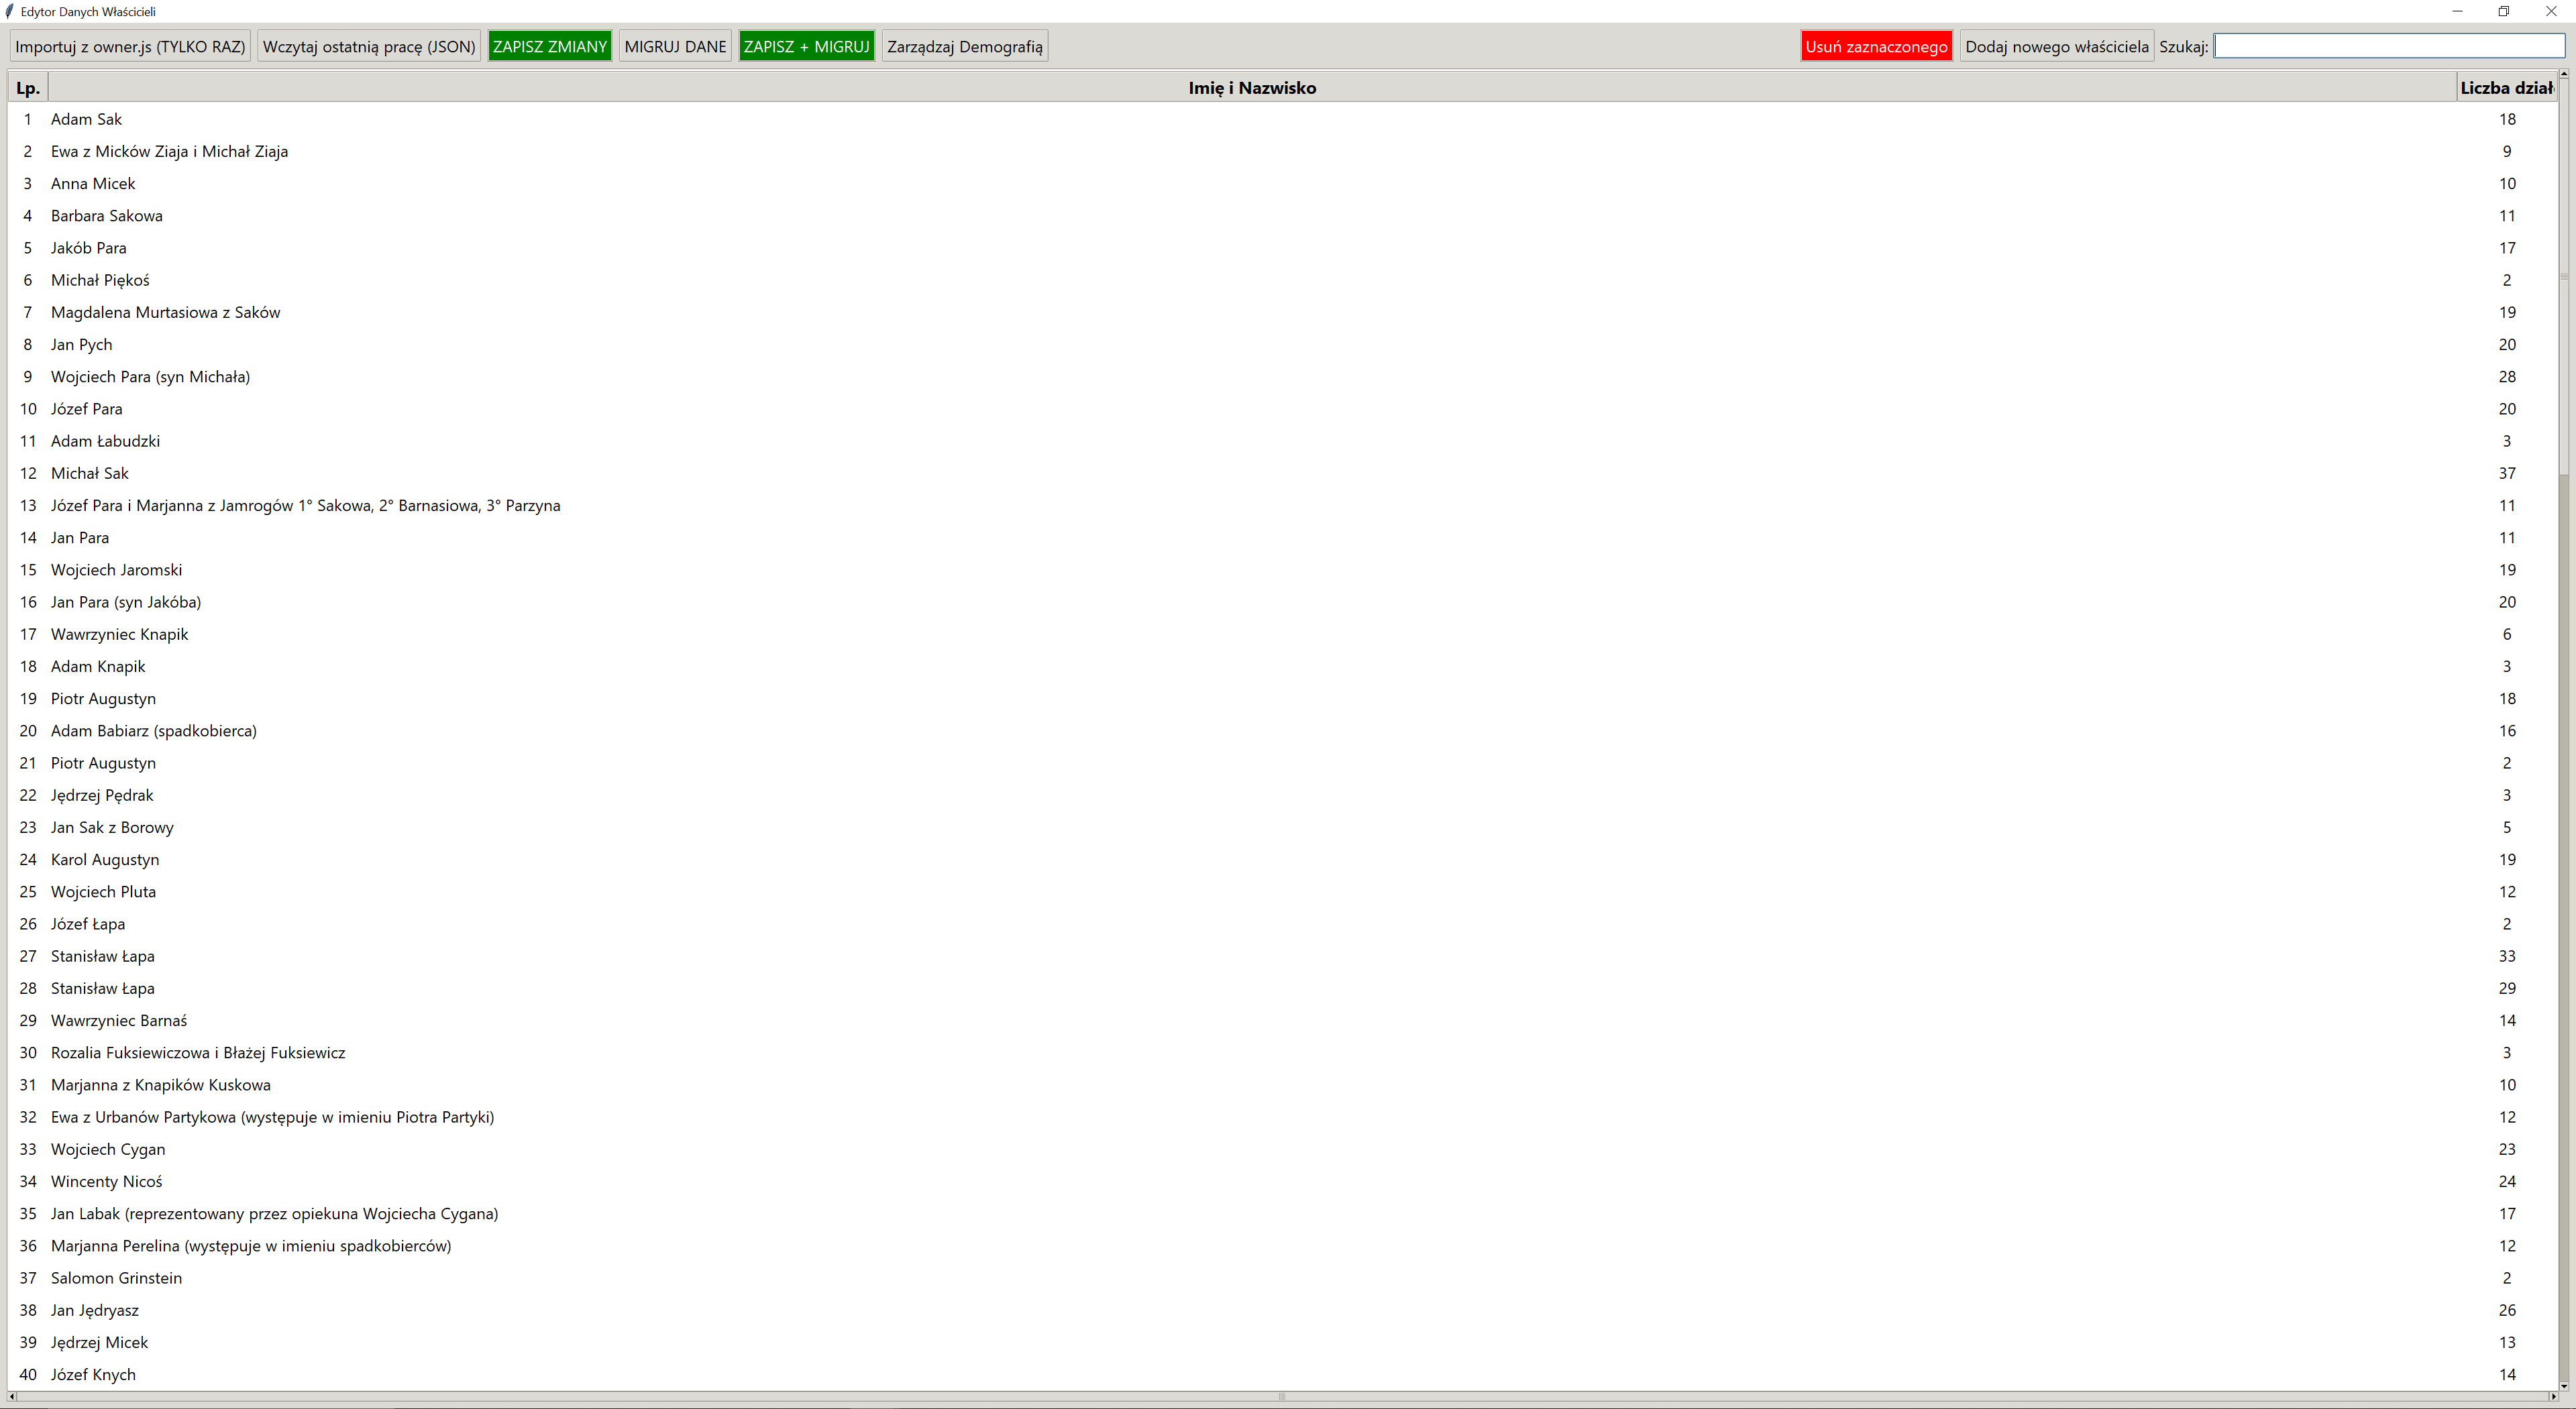 Edytor Danych Właścicieli
Importuj z owner.js (TYLKO RAZ) Wczytaj ostatnią pracę (JSON) ZAPISZ ZMIANY MIGRUJ DANE ZAPISZ + MIGRUJ Zarządzaj Demografią Usuń zaznaczonego Dodaj nowego właściciela Szukaj:
Lp. Imię i Nazwisko Liczba dział
1 Adam Sak 18
2 Ewa z Micków Ziaja i Michał Ziaja 9
3 Anna Micek 10
4 Barbara Sakowa 11
5 Jakób Para 17
6 Michał Piękoś 2
7 Magdalena Murtasiowa z Saków 19
8 Jan Pych 20
9 Wojciech Para (syn Michała) 28
10 Józef Para 20
11 Adam Łabudzki 3
12 Michał Sak 37
13 Józef Para i Marjanna z Jamrogów 1° Sakowa, 2° Barnasiowa, 3° Parzyna 11
14 Jan Para 11
15 Wojciech Jaromski 19
16 Jan Para (syn Jakóba) 20
17 Wawrzyniec Knapik 6
18 Adam Knapik 3
19 Piotr Augustyn 18
20 Adam Babiarz (spadkobierca) 16
21 Piotr Augustyn 2
22 Jędrzej Pędrak 3
23 Jan Sak z Borowy 5
24 Karol Augustyn 19
25 Wojciech Pluta 12
26 Józef Łapa 2
27 Stanisław Łapa 33
28 Stanisław Łapa 29
29 Wawrzyniec Barnaś 14
30 Rozalia Fuksiewiczowa i Błażej Fuksiewicz 3
31 Marjanna z Knapików Kuskowa 10
32 Ewa z Urbanów Partykowa (występuje w imieniu Piotra Partyki) 12
33 Wojciech Cygan 23
34 Wincenty Nicoś 24
35 Jan Labak (reprezentowany przez opiekuna Wojciecha Cygana) 17
36 Marjanna Perelina (występuje w imieniu spadkobierców) 12
37 Salomon Grinstein 2
38 Jan Jędryasz 26
39 Jędrzej Micek 13
40 Józef Knych 14